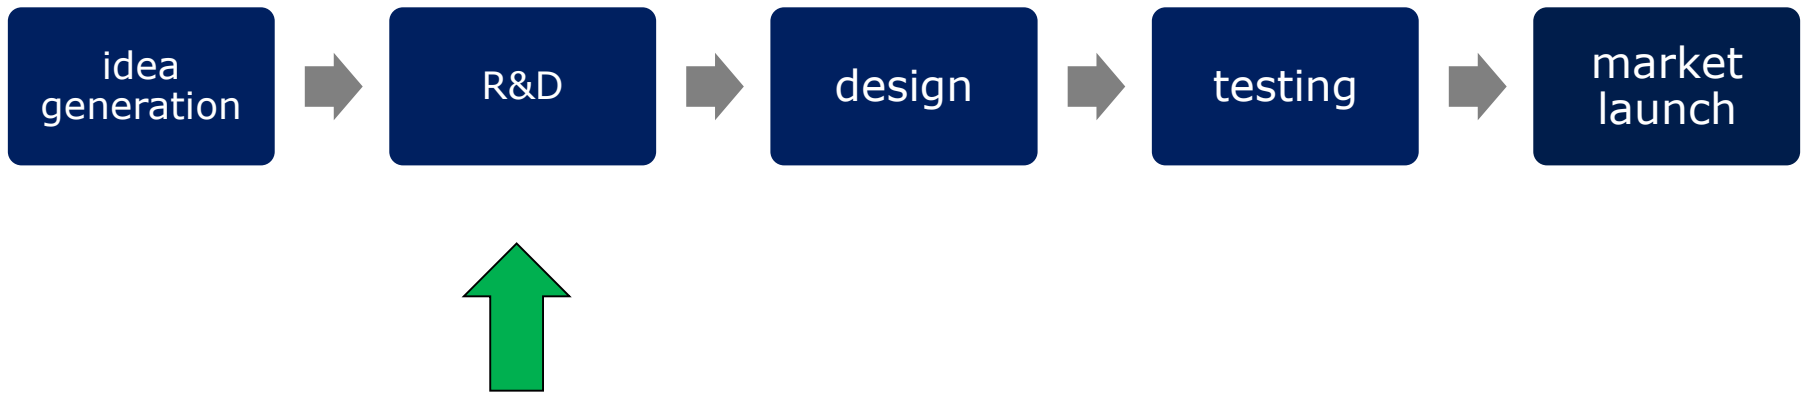 idea
generation
R&D
design
testing
market
launch